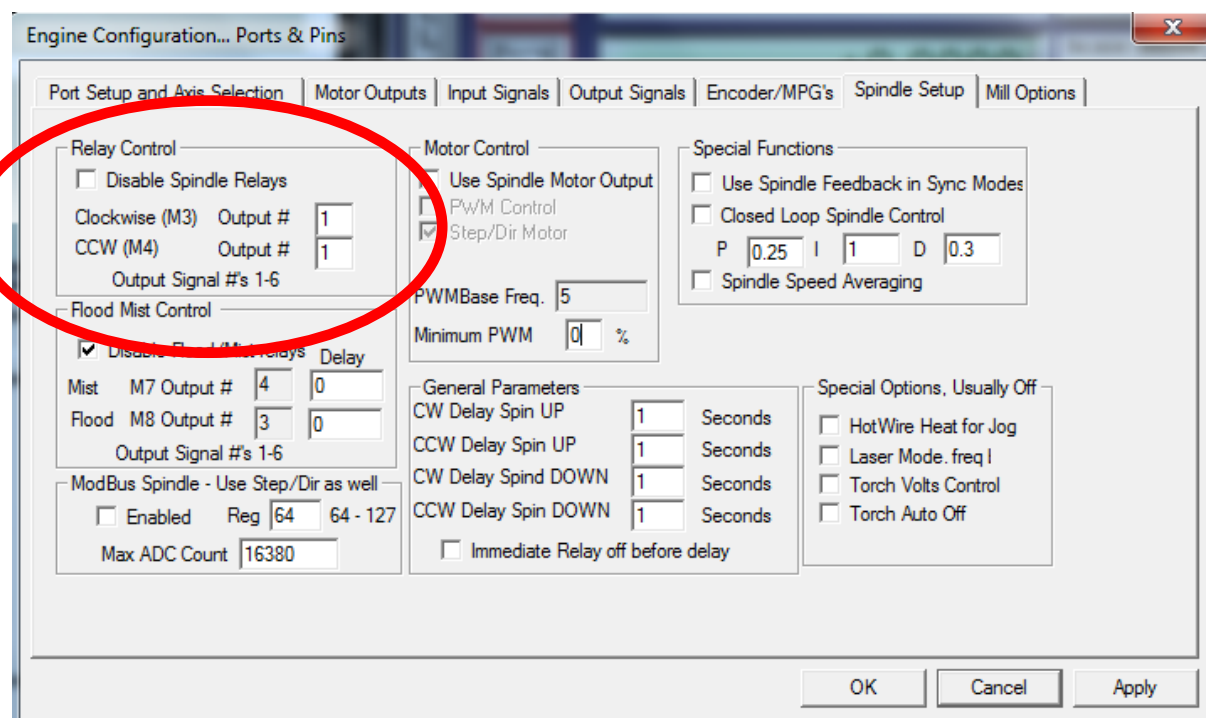 Engine Configuration... Ports & Pins
Port Setup and Axis Selection Motor Outputs Input Signals Output Signals Encoder/MPG's Spindle Setup Mill Options
Relay Control
Disable Spindle Relays
Clockwise (M3) Output # 1
CCW (M4) Output # 1
Output Signal #'s 1-6
Flood Mist Control
Disable Flood/Mist relays Delay
Mist M7 Output # 4 0
Flood M8 Output # 3 0
Output Signal #'s 1-6
ModBus Spindle - Use Step/Dir as well
Enabled Reg 64 64 - 127
Max ADC Count 16380
Motor Control
Use Spindle Motor Output
PWM Control
Step/Dir Motor
PWMBase Freq. 5
Minimum PWM 0 %
General Parameters
CW Delay Spin UP 1 Seconds
CCW Delay Spin UP 1 Seconds
CW Delay Spind DOWN 1 Seconds
CCW Delay Spin DOWN 1 Seconds
Immediate Relay off before delay
Special Functions
Use Spindle Feedback in Sync Modes
Closed Loop Spindle Control
P 0.25 I 1 D 0.3
Spindle Speed Averaging
Special Options, Usually Off
HotWire Heat for Jog
Laser Mode. freq I
Torch Volts Control
Torch Auto Off
OK Cancel Apply